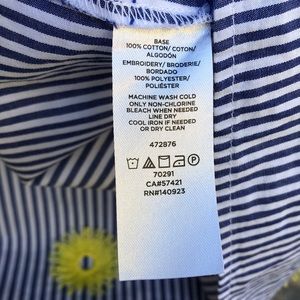 BASE
100% COTTON/ COTON/
ALGODÓN
EMBROIDERY/ BRODERIE/
BORDADO
100% POLYESTER/
POLIÉSTER
MACHINE WASH COLD
ONLY NON-CHLORINE
BLEACH WHEN NEEDED
LINE DRY
COOL IRON IF NEEDED
OR DRY CLEAN
472876
70291
CA#57421
RN#140923